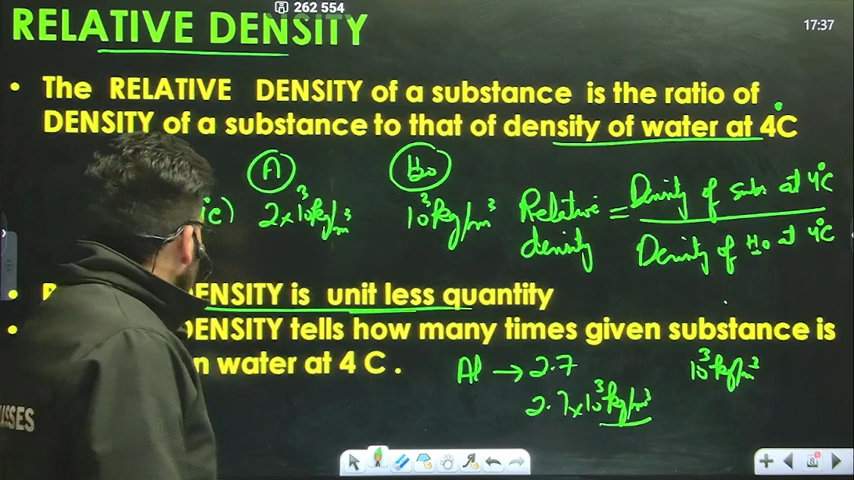 262 554
17:37
RELATIVE DENSITY
• The RELATIVE DENSITY of a substance is the ratio of
DENSITY of a substance to that of density of water at 4°C
A H₂O
2×10³kg/m³ 10³kg/m³
Relative density = Density of subs. at 4°C
Density of H₂O at 4°C
ENSITY is unit less quantity
DENSITY tells how many times given substance is
n water at 4 C .
Al → 2.7 10³kg/m³
2.7×10³kg/m³